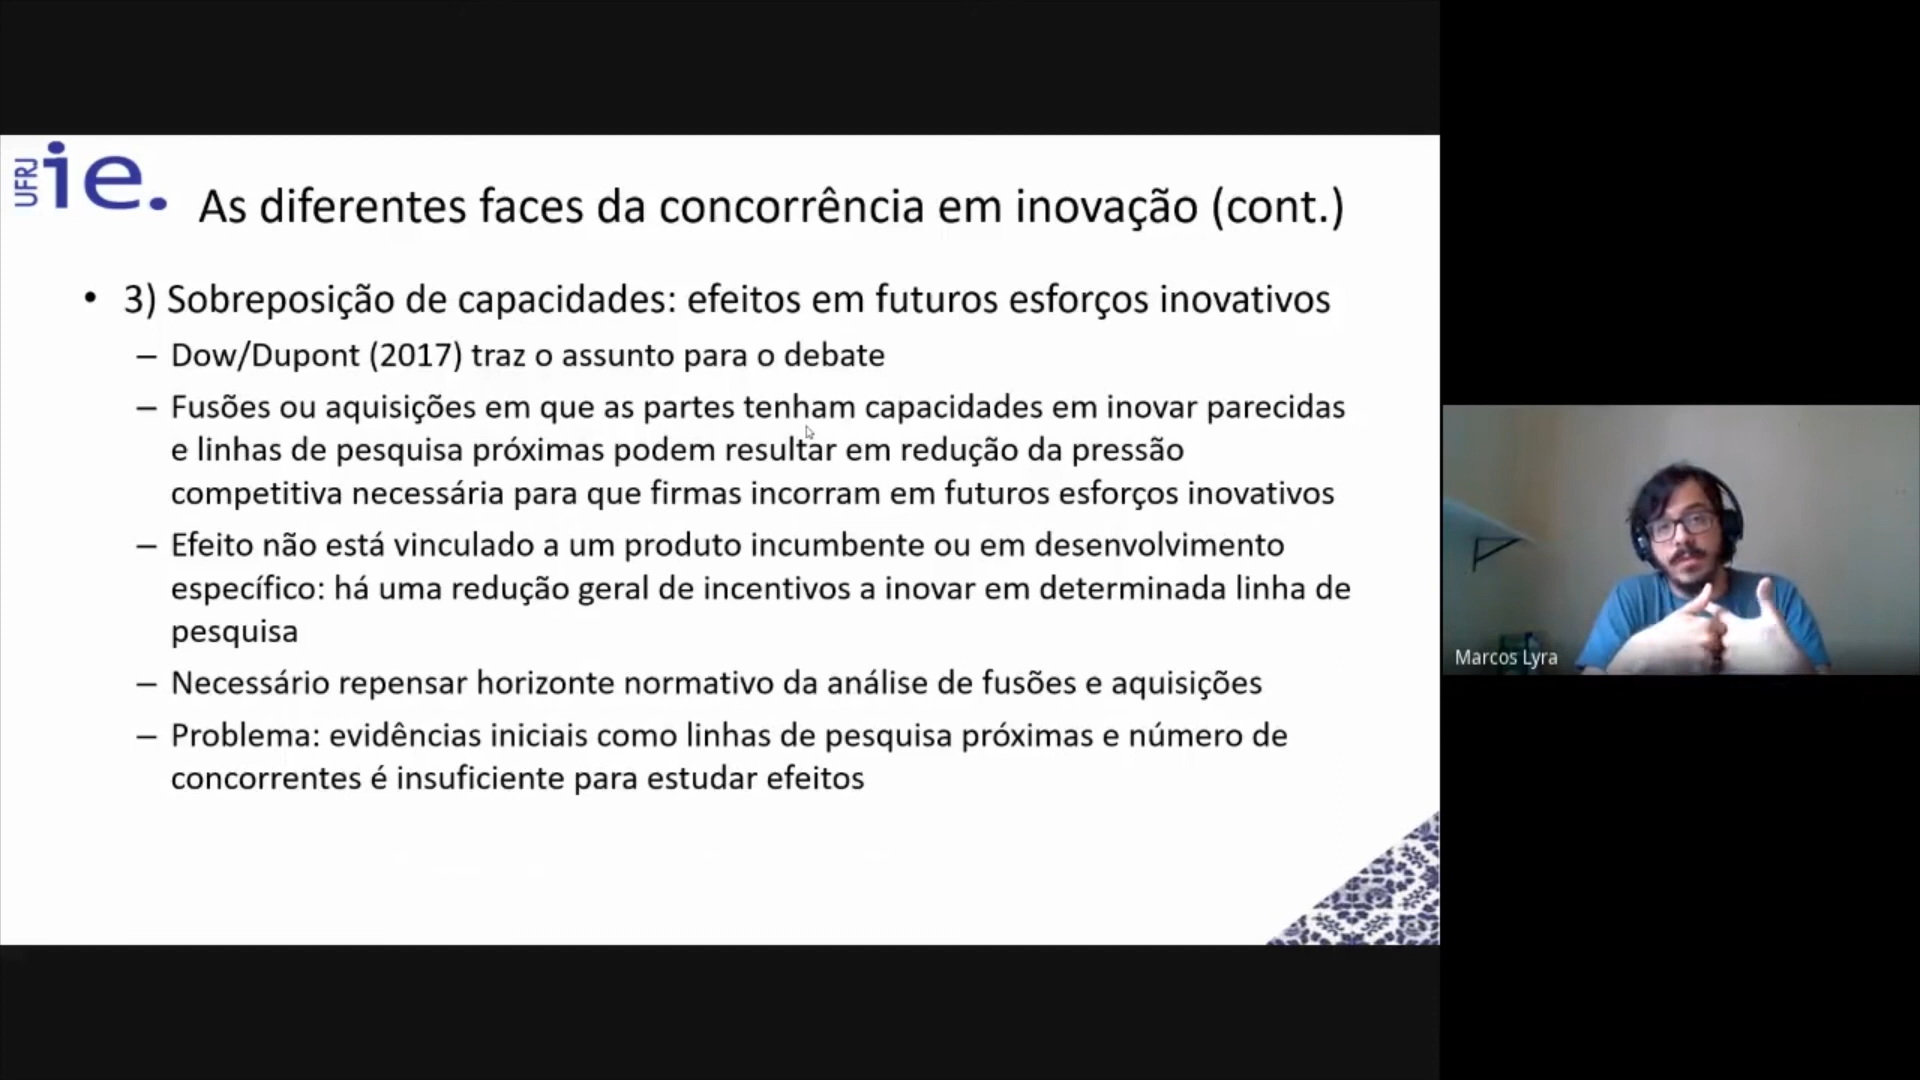 UFRJ ie.
As diferentes faces da concorrência em inovação (cont.)
• 3) Sobreposição de capacidades: efeitos em futuros esforços inovativos
– Dow/Dupont (2017) traz o assunto para o debate
– Fusões ou aquisições em que as partes tenham capacidades em inovar parecidas
e linhas de pesquisa próximas podem resultar em redução da pressão
competitiva necessária para que firmas incorram em futuros esforços inovativos
– Efeito não está vinculado a um produto incumbente ou em desenvolvimento
específico: há uma redução geral de incentivos a inovar em determinada linha de
pesquisa
– Necessário repensar horizonte normativo da análise de fusões e aquisições
– Problema: evidências iniciais como linhas de pesquisa próximas e número de
concorrentes é insuficiente para estudar efeitos
Marcos Lyra